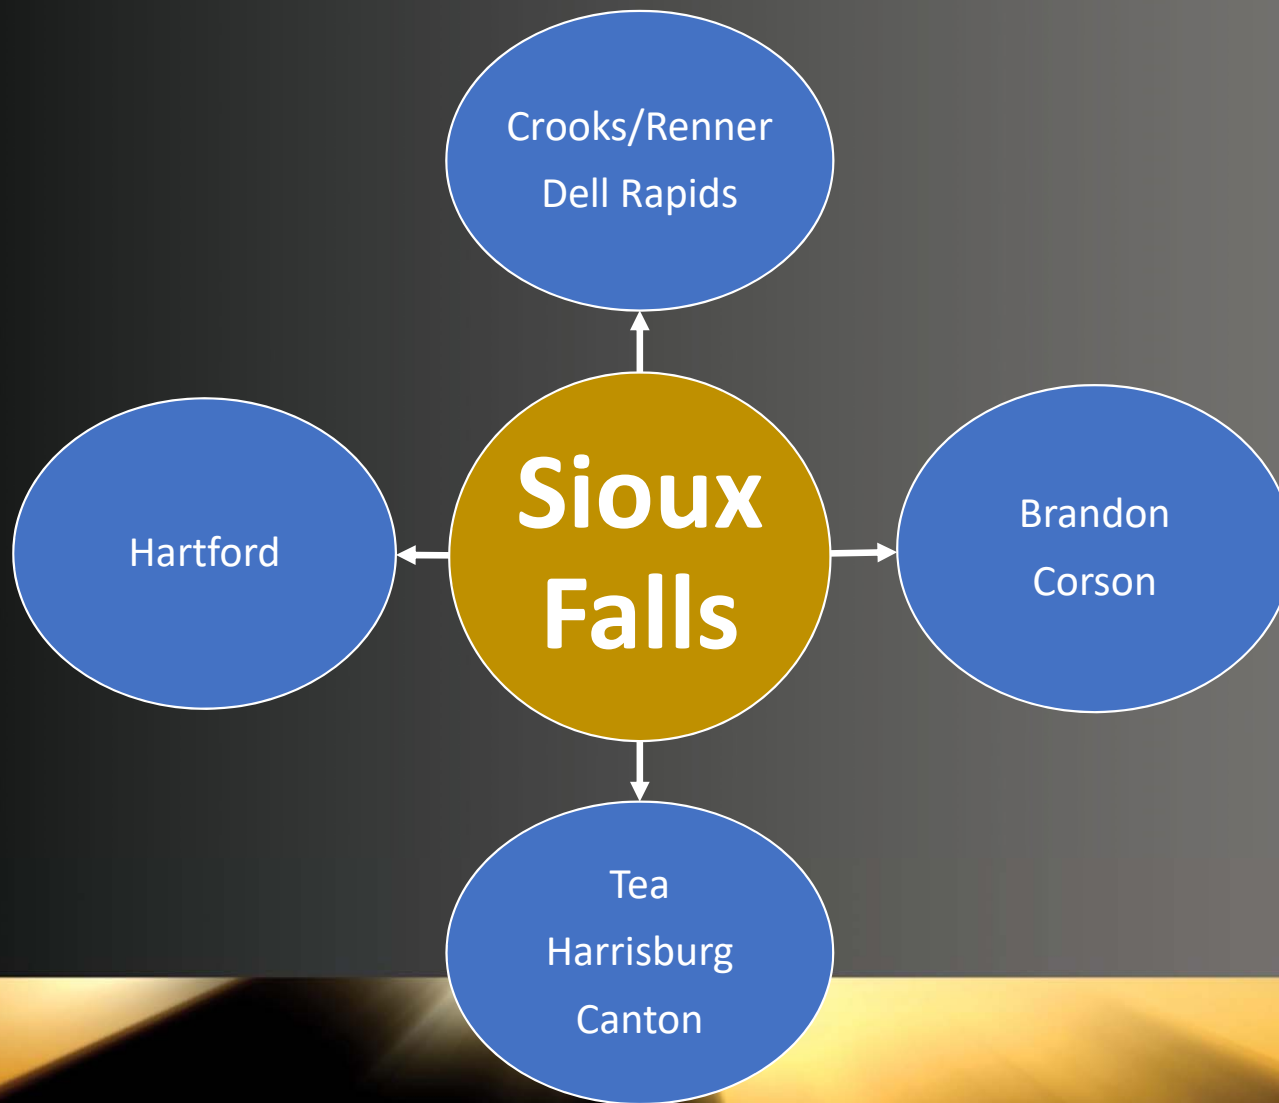 Crooks/Renner
Dell Rapids
Hartford
Sioux
Falls
Brandon
Corson
Tea
Harrisburg
Canton